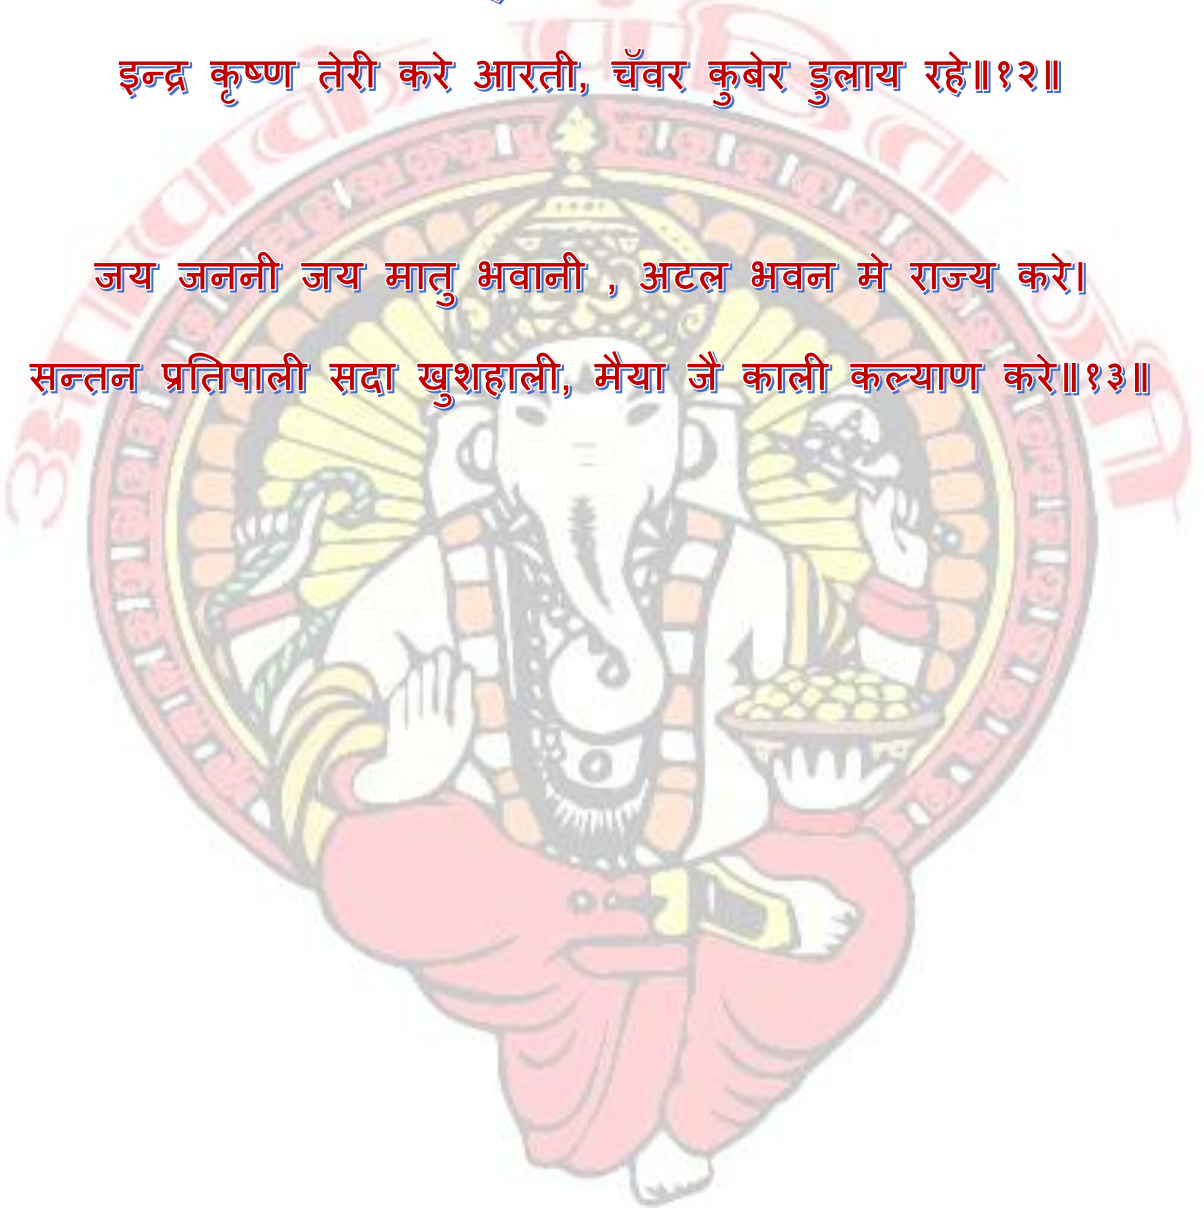 आपके पंडित जी
इन्द्र कृष्ण तेरी करे आरती, चॅवर कुबेर डुलाय रहे॥१२॥
जय जननी जय मातु भवानी , अटल भवन मे राज्य करे।
सन्तन प्रतिपाली सदा खुशहाली, मैया जै काली कल्याण करे॥१३॥